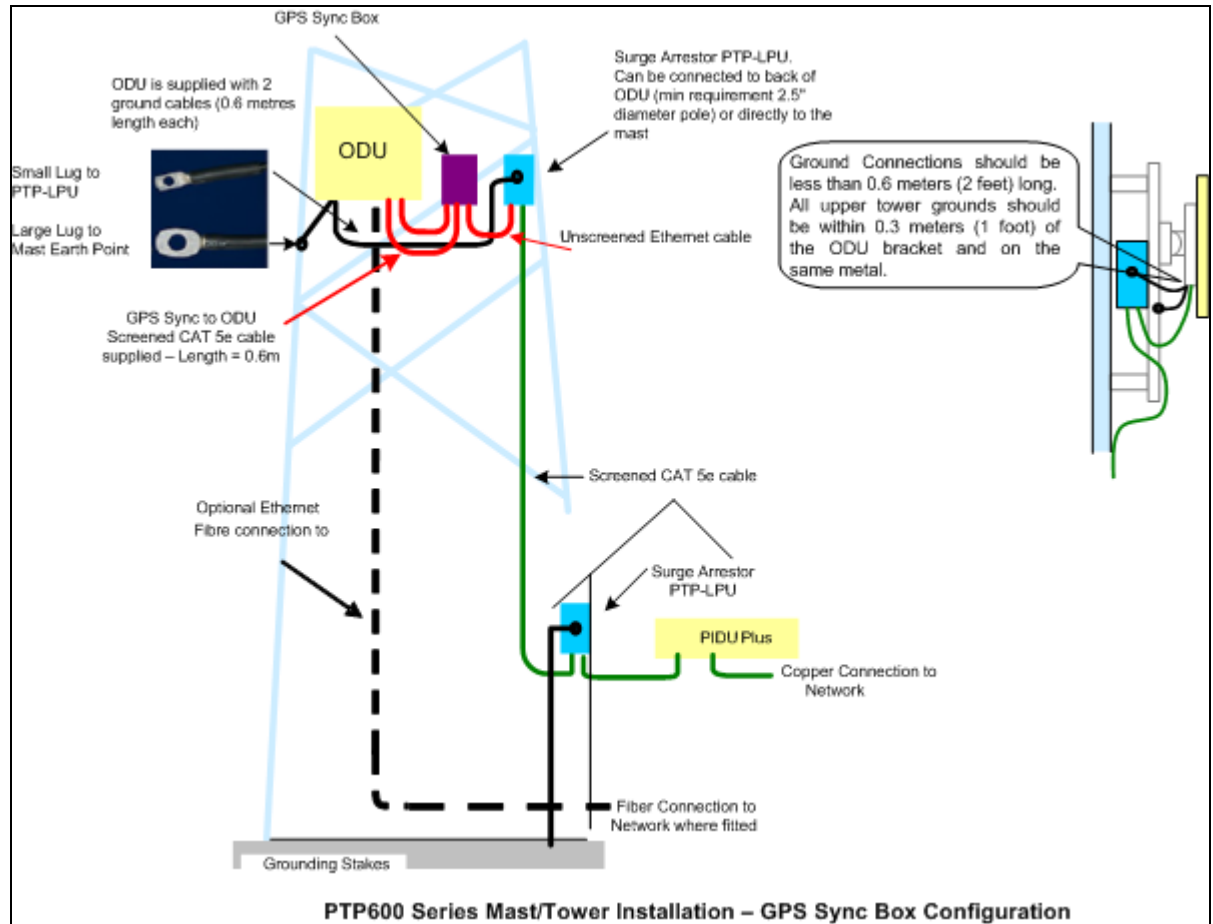 GPS Sync Box
ODU is supplied with 2
ground cables (0.6 metres
length each)
Surge Arrestor PTP-LPU.
Can be connected to back of
ODU (min requirement 2.5"
diameter pole) or directly to the
mast
ODU
Small Lug to
PTP-LPU
Large Lug to
Mast Earth Point
Unscreened Ethernet cable
Ground Connections should be
less than 0.6 meters (2 feet) long.
All upper tower grounds should
be within 0.3 meters (1 foot) of
the ODU bracket and on the
same metal.
GPS Sync to ODU
Screened CAT 5e cable
supplied – Length = 0.6m
Screened CAT 5e cable
Optional Ethernet
Fibre connection to
Surge Arrestor
PTP-LPU
PIDU Plus
Copper Connection to
Network
Fiber Connection to
Network where fitted
Grounding Stakes
PTP600 Series Mast/Tower Installation – GPS Sync Box Configuration